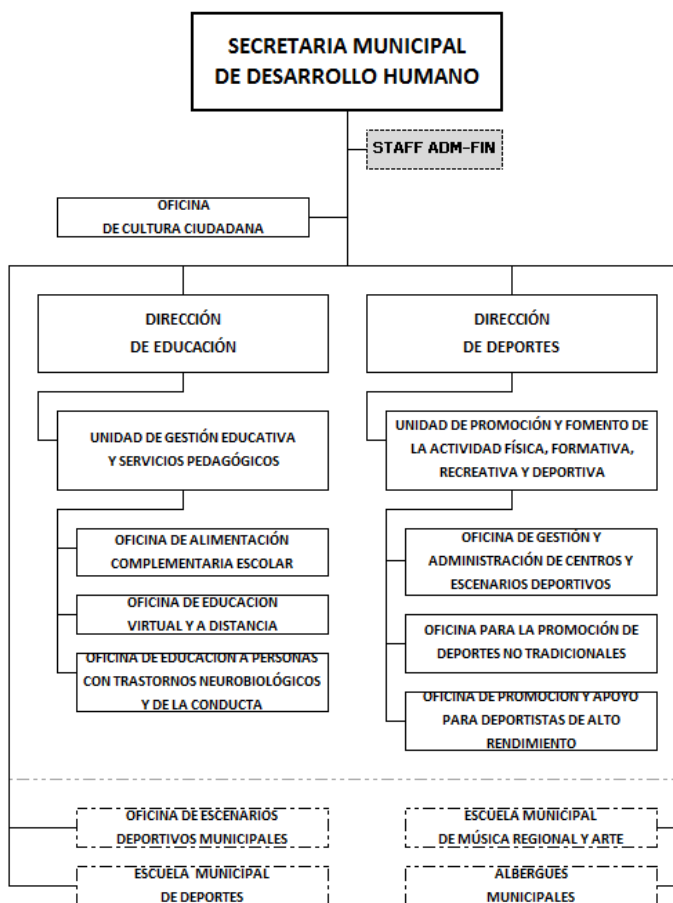 SECRETARIA MUNICIPAL
DE DESARROLLO HUMANO
STAFF ADM-FIN
OFICINA
DE CULTURA CIUDADANA
DIRECCIÓN
DE EDUCACIÓN
DIRECCIÓN
DE DEPORTES
UNIDAD DE GESTIÓN EDUCATIVA
Y SERVICIOS PEDAGÓGICOS
UNIDAD DE PROMOCIÓN Y FOMENTO DE
LA ACTIVIDAD FÍSICA, FORMATIVA,
RECREATIVA Y DEPORTIVA
OFICINA DE ALIMENTACIÓN
COMPLEMENTARIA ESCOLAR
OFICINA DE EDUCACION
VIRTUAL Y A DISTANCIA
OFICINA DE EDUCACION A PERSONAS
CON TRASTORNOS NEUROBIOLÓGICOS
Y DE LA CONDUCTA
OFICINA DE GESTIÓN Y
ADMINISTRACIÓN DE CENTROS Y
ESCENARIOS DEPORTIVOS
OFICINA PARA LA PROMOCIÓN DE
DEPORTES NO TRADICIONALES
OFICINA DE PROMOCION Y APOYO
PARA DEPORTISTAS DE ALTO
RENDIMIENTO
OFICINA DE ESCENARIOS
DEPORTIVOS MUNICIPALES
ESCUELA MUNICIPAL
DE DEPORTES
ESCUELA MUNICIPAL
DE MÚSICA REGIONAL Y ARTE
ALBERGUES
MUNICIPALES